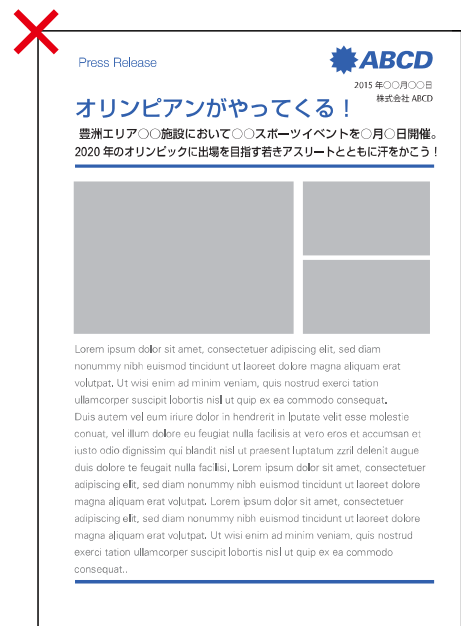 Press Release
ABCD
2015 年○○月○○日
株式会社 ABCD
オリンピアンがやってくる！
豊洲エリア○○施設において○○スポーツイベントを○月○日開催。
2020 年のオリンピックに出場を目指す若きアスリートとともに汗をかこう！
Lorem ipsum dolor sit amet, consectetuer adipiscing elit, sed diam
nonummy nibh euismod tincidunt ut laoreet dolore magna aliquam erat
volutpat. Ut wisi enim ad minim veniam, quis nostrud exerci tation
ullamcorper suscipit lobortis nisl ut quip ex ea commodo consequat.
Duis autem vel eum iriure dolor in hendrerit in lputate velit esse molestie
conuat, vel illum dolore eu feugiat nulla facilisis at vero eros et accumsan et
iusto odio dignissim qui blandit nisl ut praesent luptatum zzril delenit augue
duis dolore te feugait nulla facilisi, Lorem ipsum dolor sit amet, consectetuer
adipiscing elit, sed diam nonummy nibh euismod tincidunt ut laoreet dolore
magna aliquam erat volutpat. Lorem ipsum dolor sit amet, consectetuer
adipiscing elit, sed diam nonummy nibh euismod tincidunt ut laoreet dolore
magna aliquam erat volutpat. Ut wisi enim ad minim veniam, quis nostrud
exerci tation ullamcorper suscipit lobortis nisl ut quip ex ea commodo
consequat..